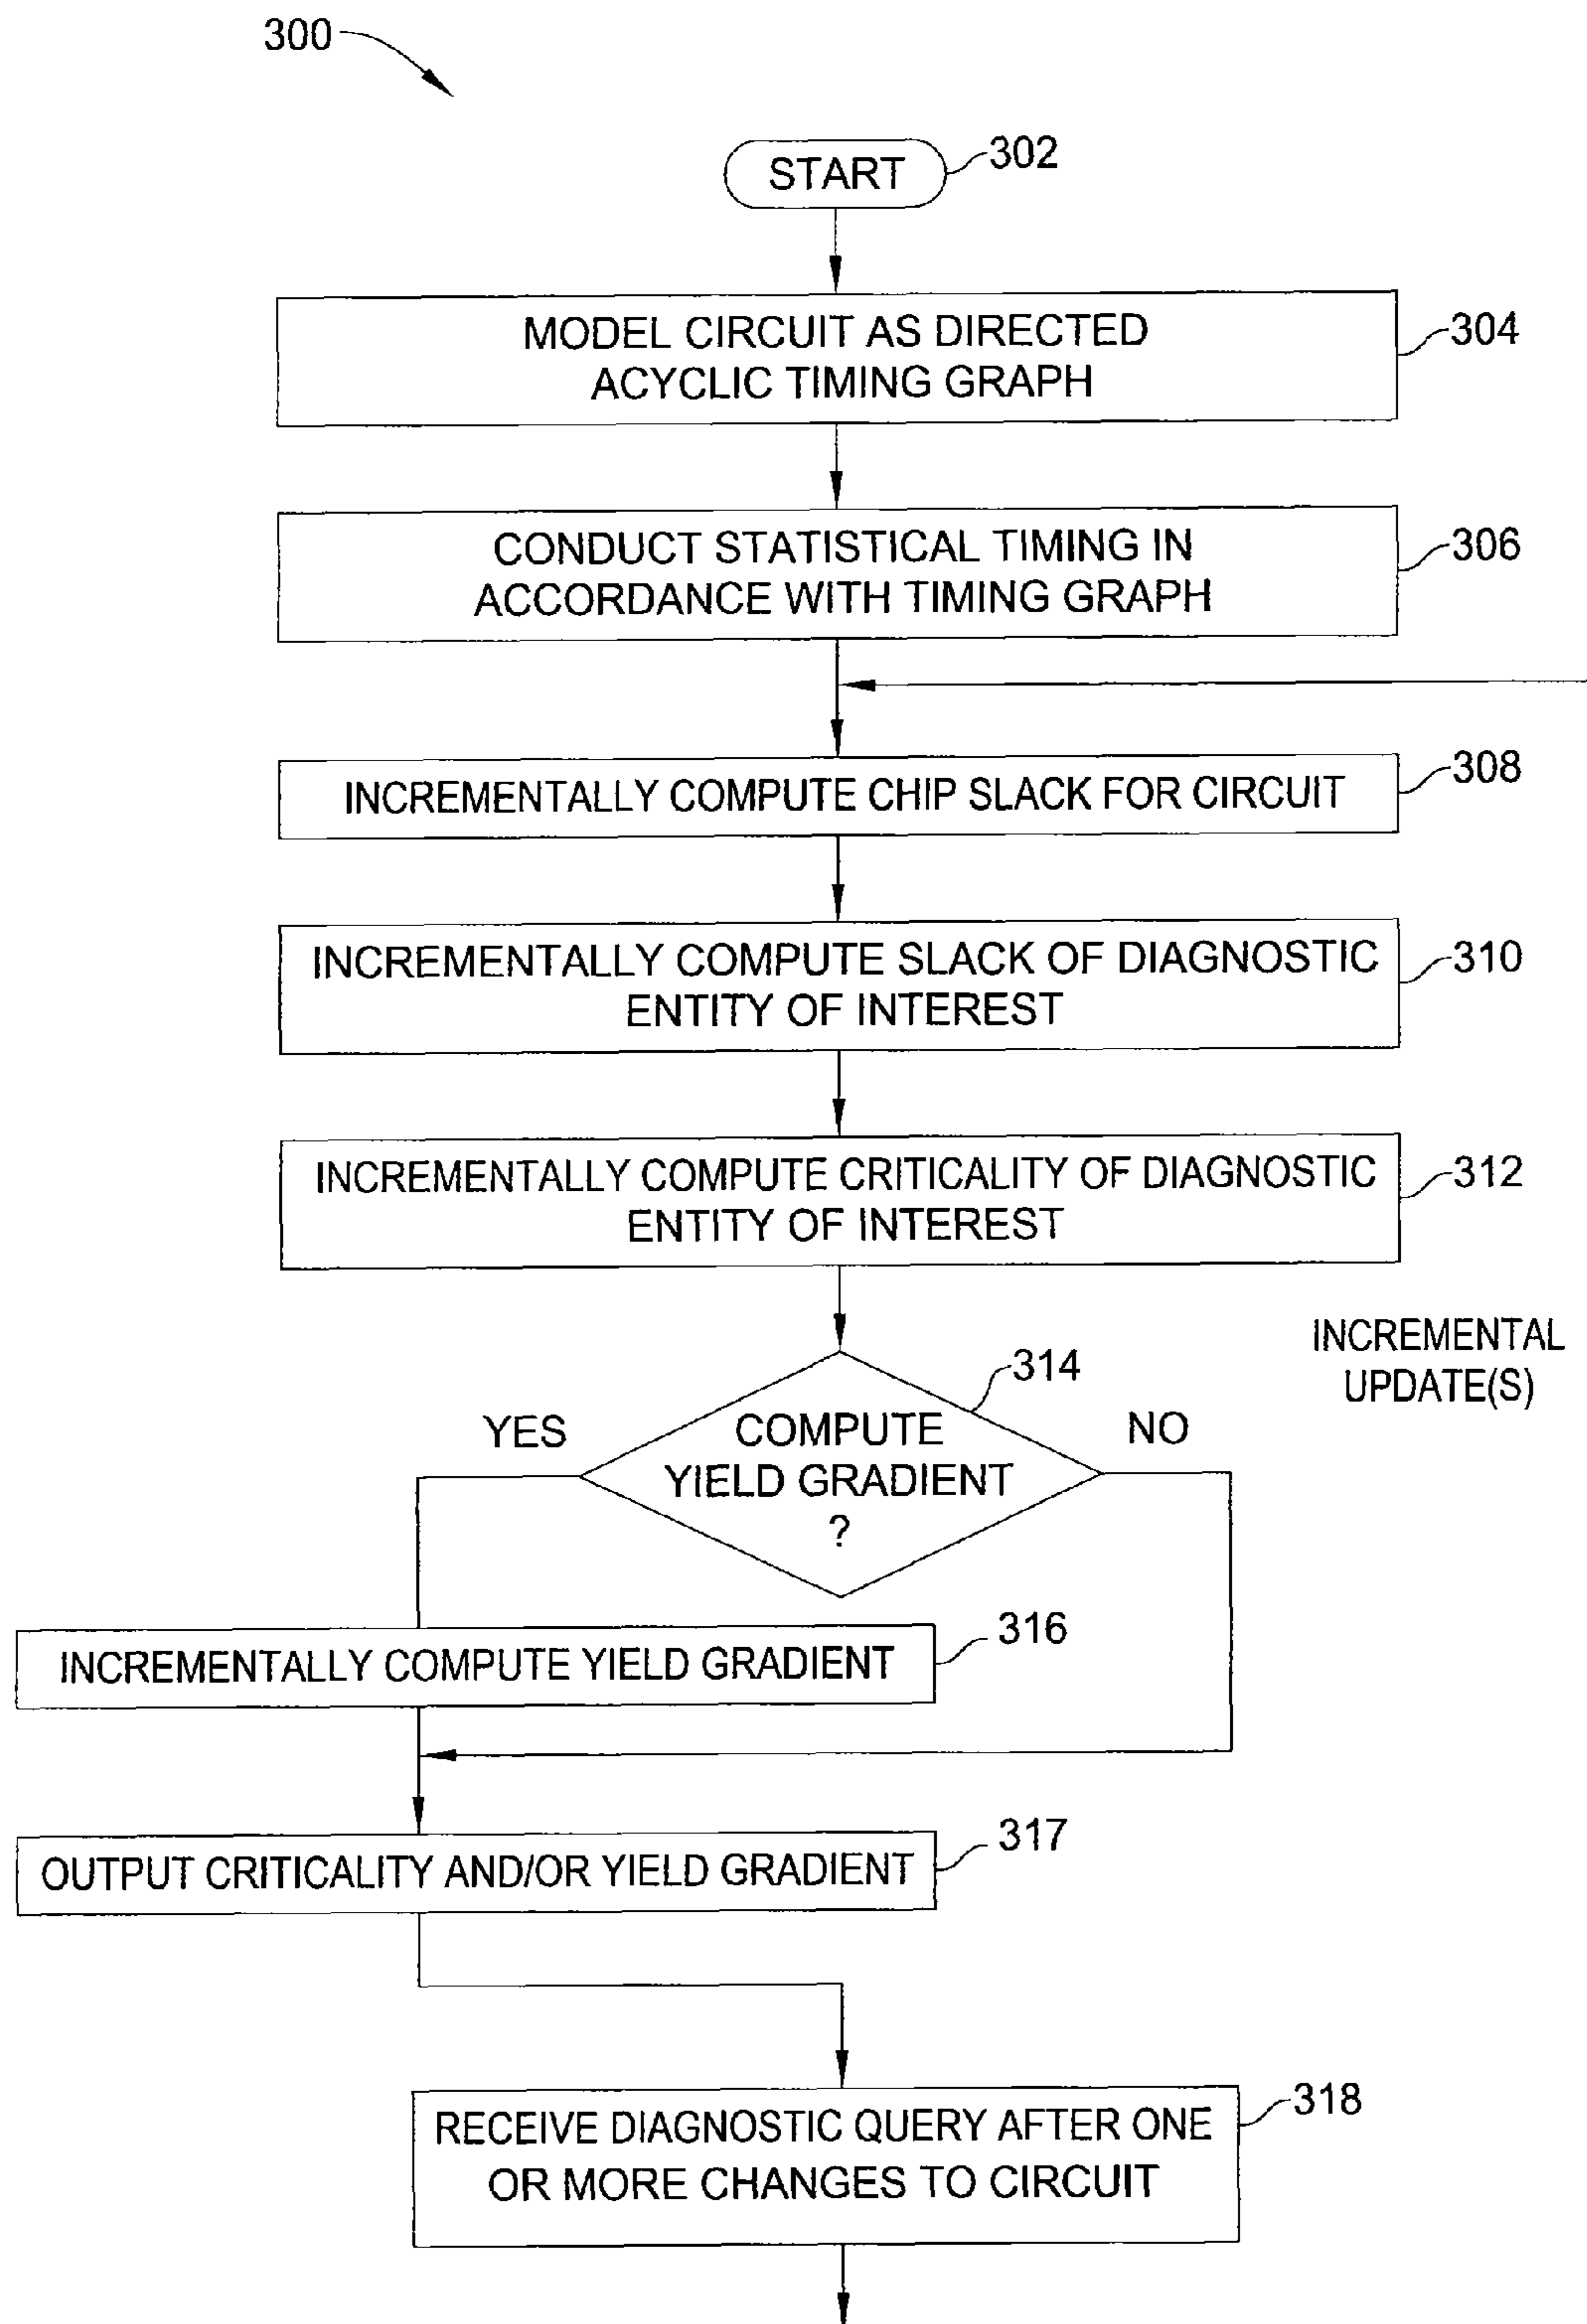 300
START
302
MODEL CIRCUIT AS DIRECTED
ACYCLIC TIMING GRAPH
304
CONDUCT STATISTICAL TIMING IN
ACCORDANCE WITH TIMING GRAPH
306
INCREMENTALLY COMPUTE CHIP SLACK FOR CIRCUIT
308
INCREMENTALLY COMPUTE SLACK OF DIAGNOSTIC
ENTITY OF INTEREST
310
INCREMENTALLY COMPUTE CRITICALITY OF DIAGNOSTIC
ENTITY OF INTEREST
312
INCREMENTAL
UPDATE(S)
314
YES
COMPUTE
YIELD GRADIENT
?
NO
INCREMENTALLY COMPUTE YIELD GRADIENT
316
OUTPUT CRITICALITY AND/OR YIELD GRADIENT
317
RECEIVE DIAGNOSTIC QUERY AFTER ONE
OR MORE CHANGES TO CIRCUIT
318